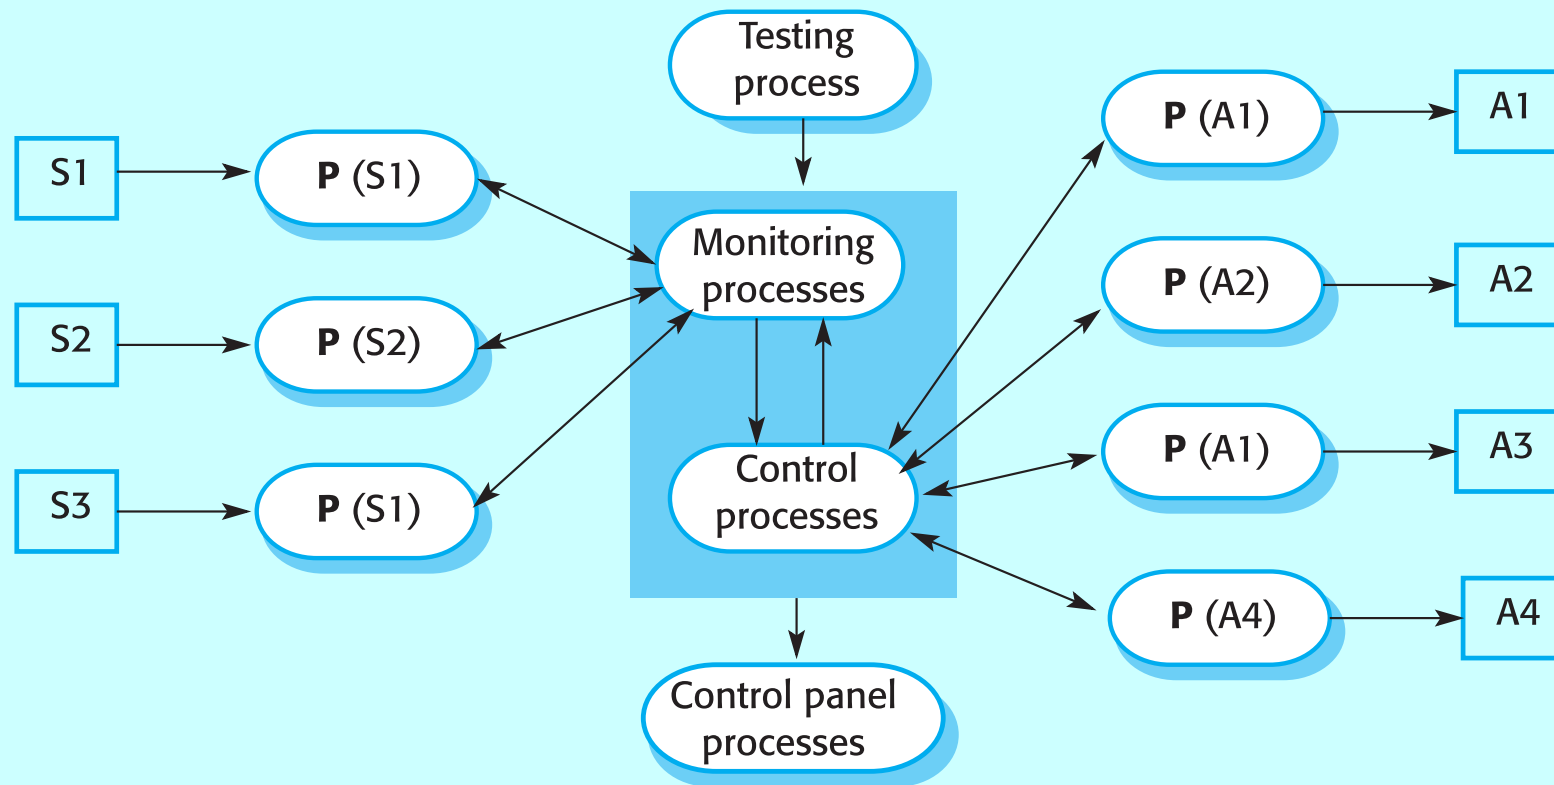 Testing
process
S1
P (S1)
S2
P (S2)
S3
P (S1)
Monitoring
processes
Control
processes
Control panel
processes
P (A1)
A1
P (A2)
A2
P (A1)
A3
P (A4)
A4